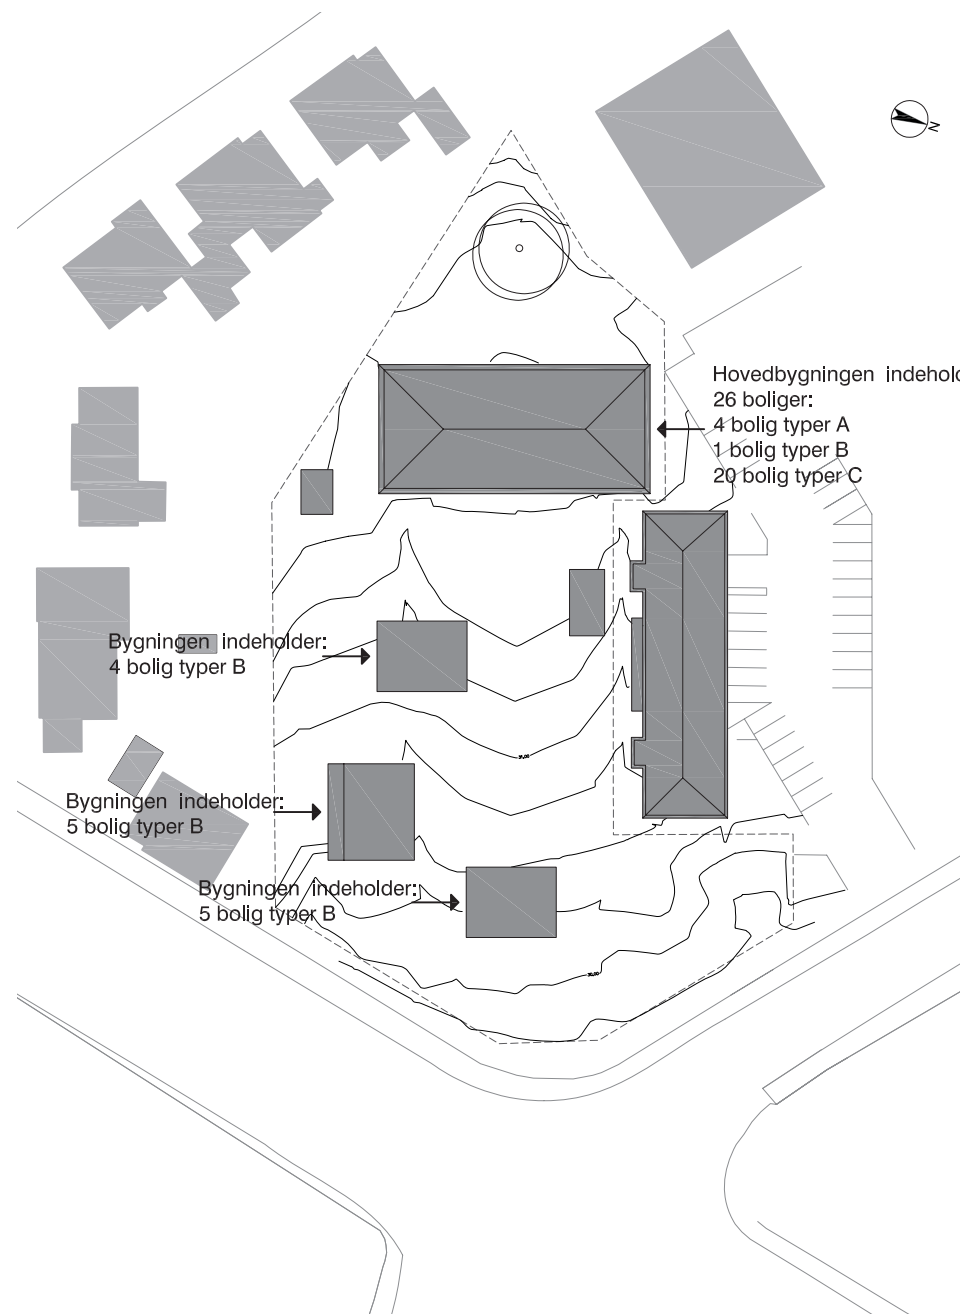 N
Hovedbygningen indehold
26 boliger:
4 bolig typer A
1 bolig typer B
20 bolig typer C
Bygningen indeholder:
4 bolig typer B
Bygningen indeholder:
5 bolig typer B
Bygningen indeholder:
5 bolig typer B